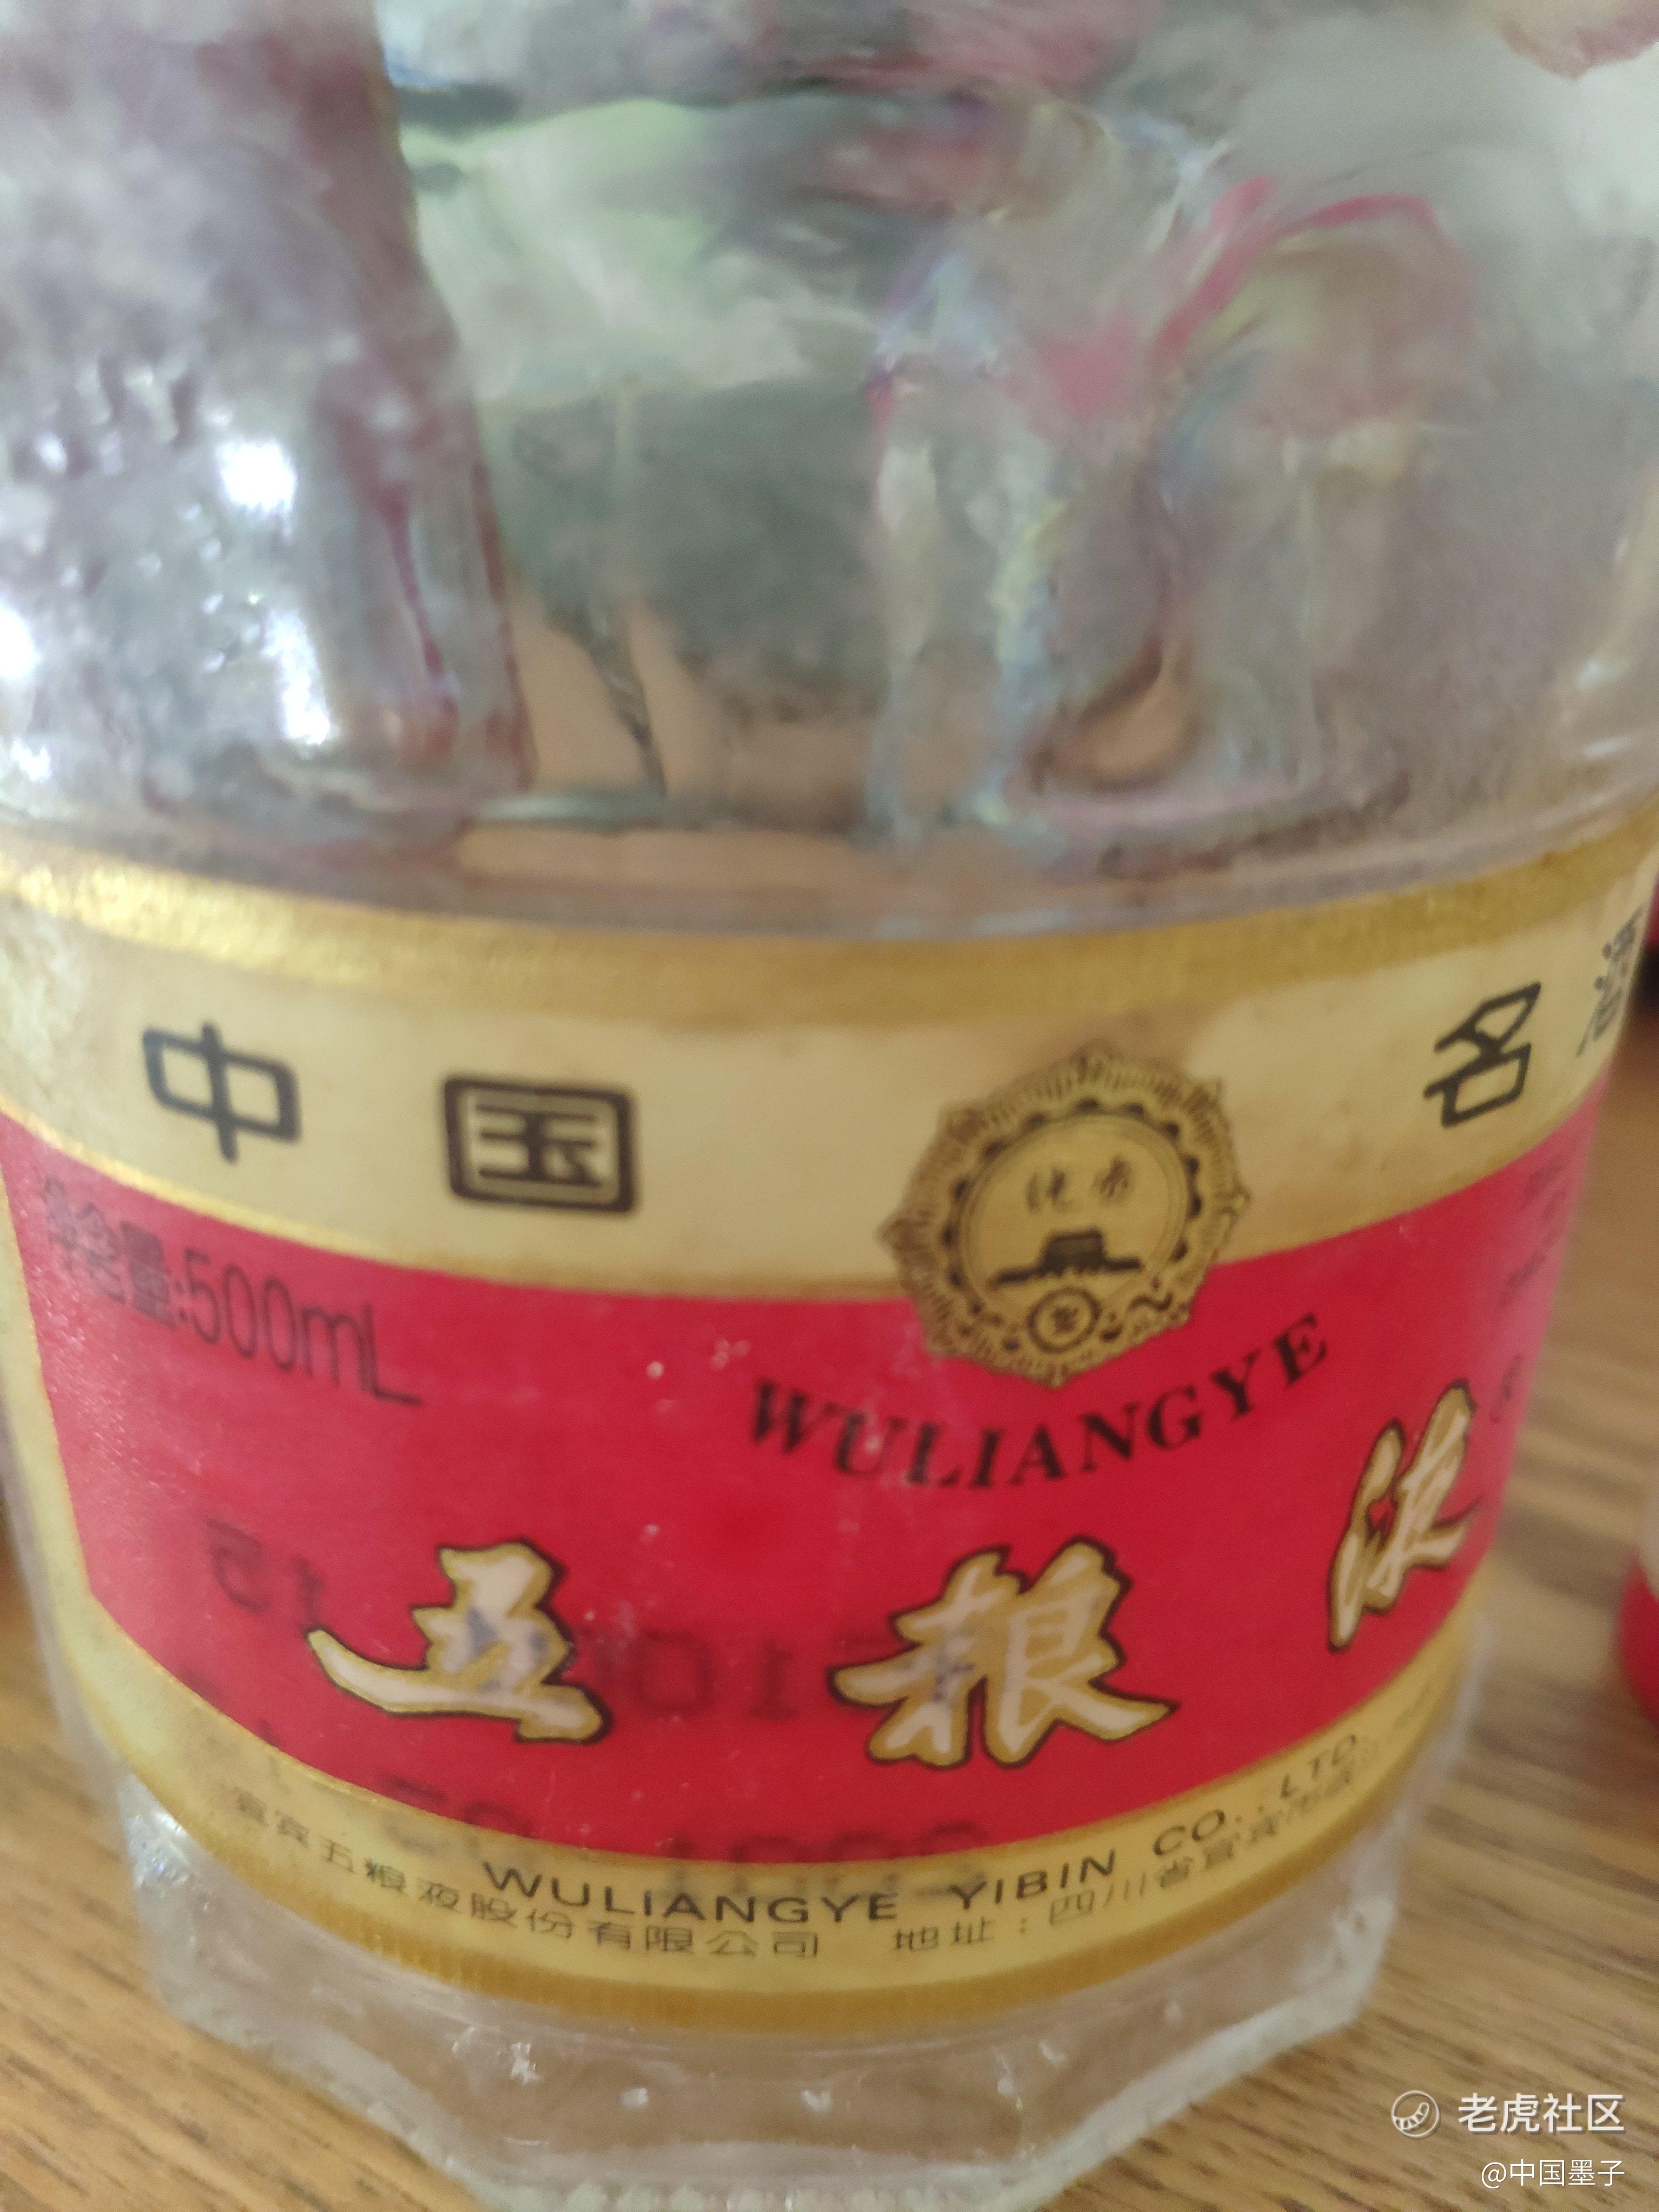 中国名酒
净含量:500mL
WULIANGYE
五粮液
WULIANGYE YIBIN CO.,LTD.
宜宾五粮液股份有限公司 地址:四川省宜宾市
老虎社区
@中国墨子